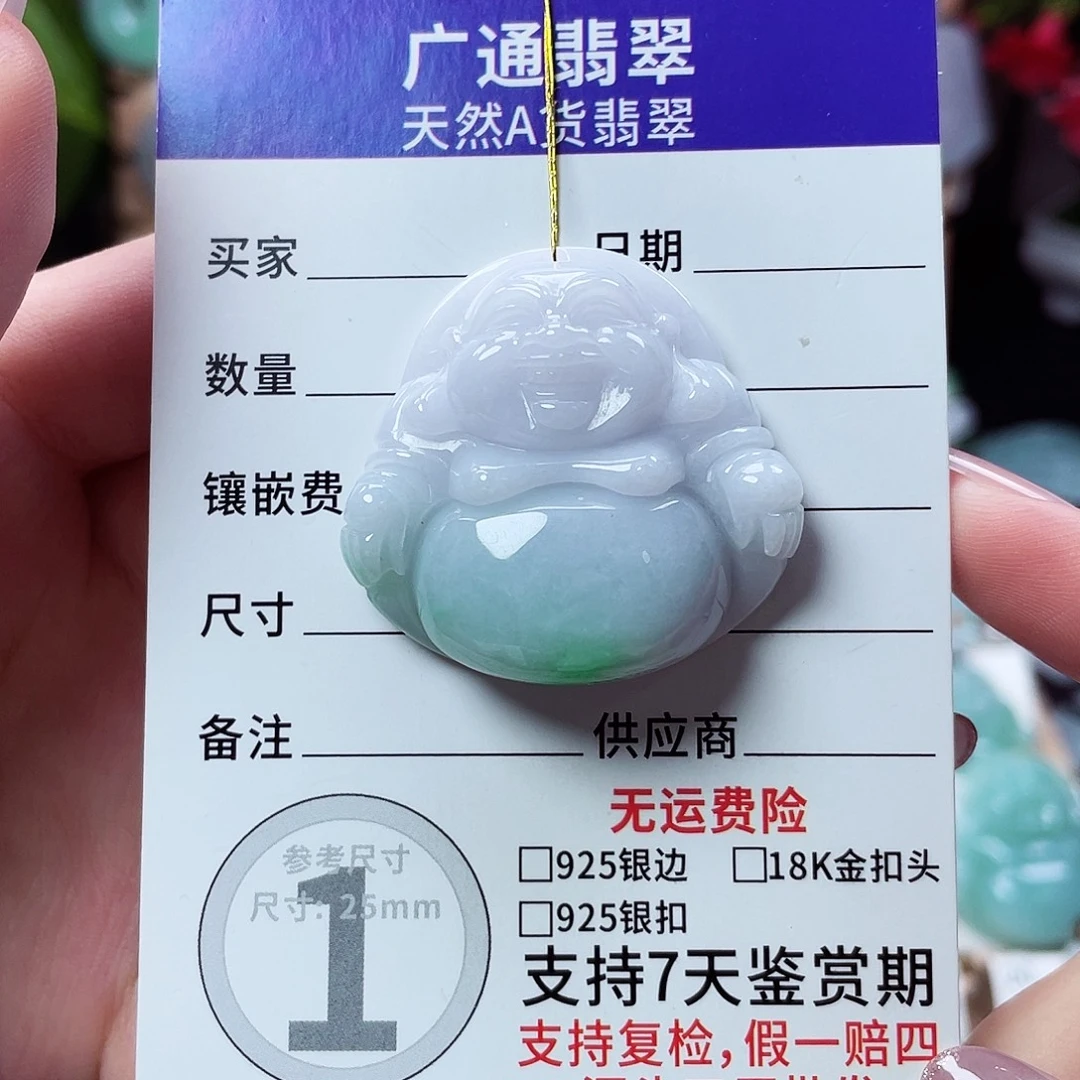 广通翡翠
天然A货翡翠
买家 日期
数量
镶嵌费
尺寸
备注 供应商
参考尺寸
尺寸: 25mm
1
无运费险
□925银边 □18K金扣头
□925银扣
支持7天鉴赏期
支持复检,假一赔四